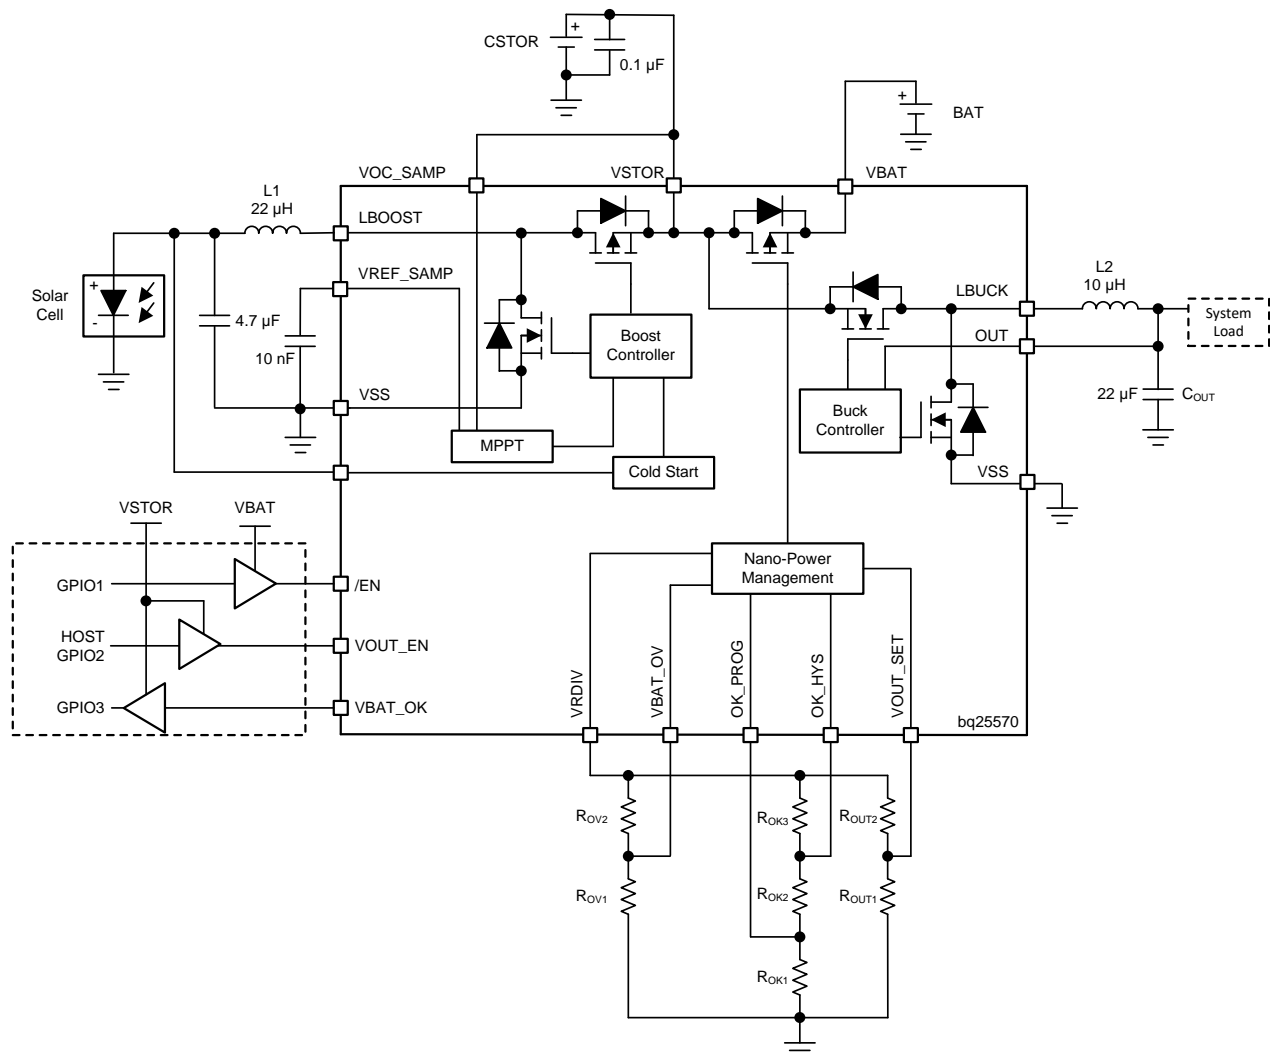 CSTOR
+
0.1 µF
+
BAT
VOC_SAMP
VSTOR
VBAT
L1
22 µH
LBOOST
VREF_SAMP
Solar
Cell
+
-
4.7 µF
10 nF
VSS
Boost
Controller
MPPT
Cold Start
LBUCK
L2
10 µH
System
Load
OUT
Buck
Controller
22 µF
COUT
VSS
VSTOR
VBAT
GPIO1
/EN
HOST
GPIO2
VOUT_EN
GPIO3
VBAT_OK
Nano-Power
Management
VRDIV
VBAT_OV
OK_PROG
OK_HYS
VOUT_SET
bq25570
ROV2
ROK3
ROUT2
ROV1
ROK2
ROUT1
ROK1